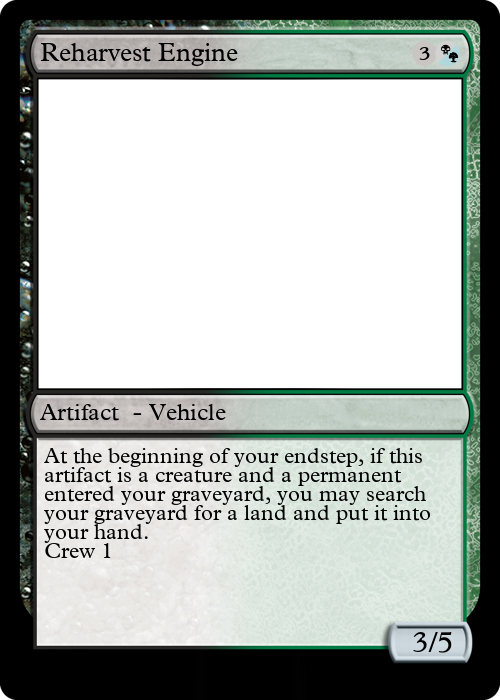 Reharvest Engine 3
Artifact - Vehicle
At the beginning of your endstep, if this
artifact is a creature and a permanent
entered your graveyard, you may search
your graveyard for a land and put it into
your hand.
Crew 1
3/5